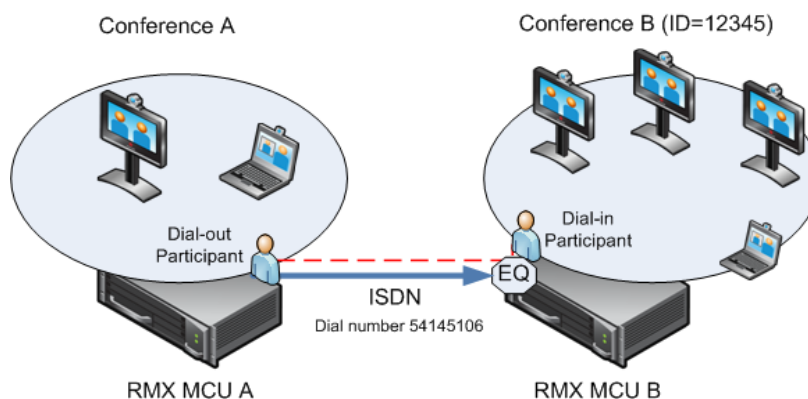 Conference A
Conference B (ID=12345)
Dial-out
Participant
Dial-in
Participant
EQ
ISDN
Dial number 54145106
RMX MCU A
RMX MCU B